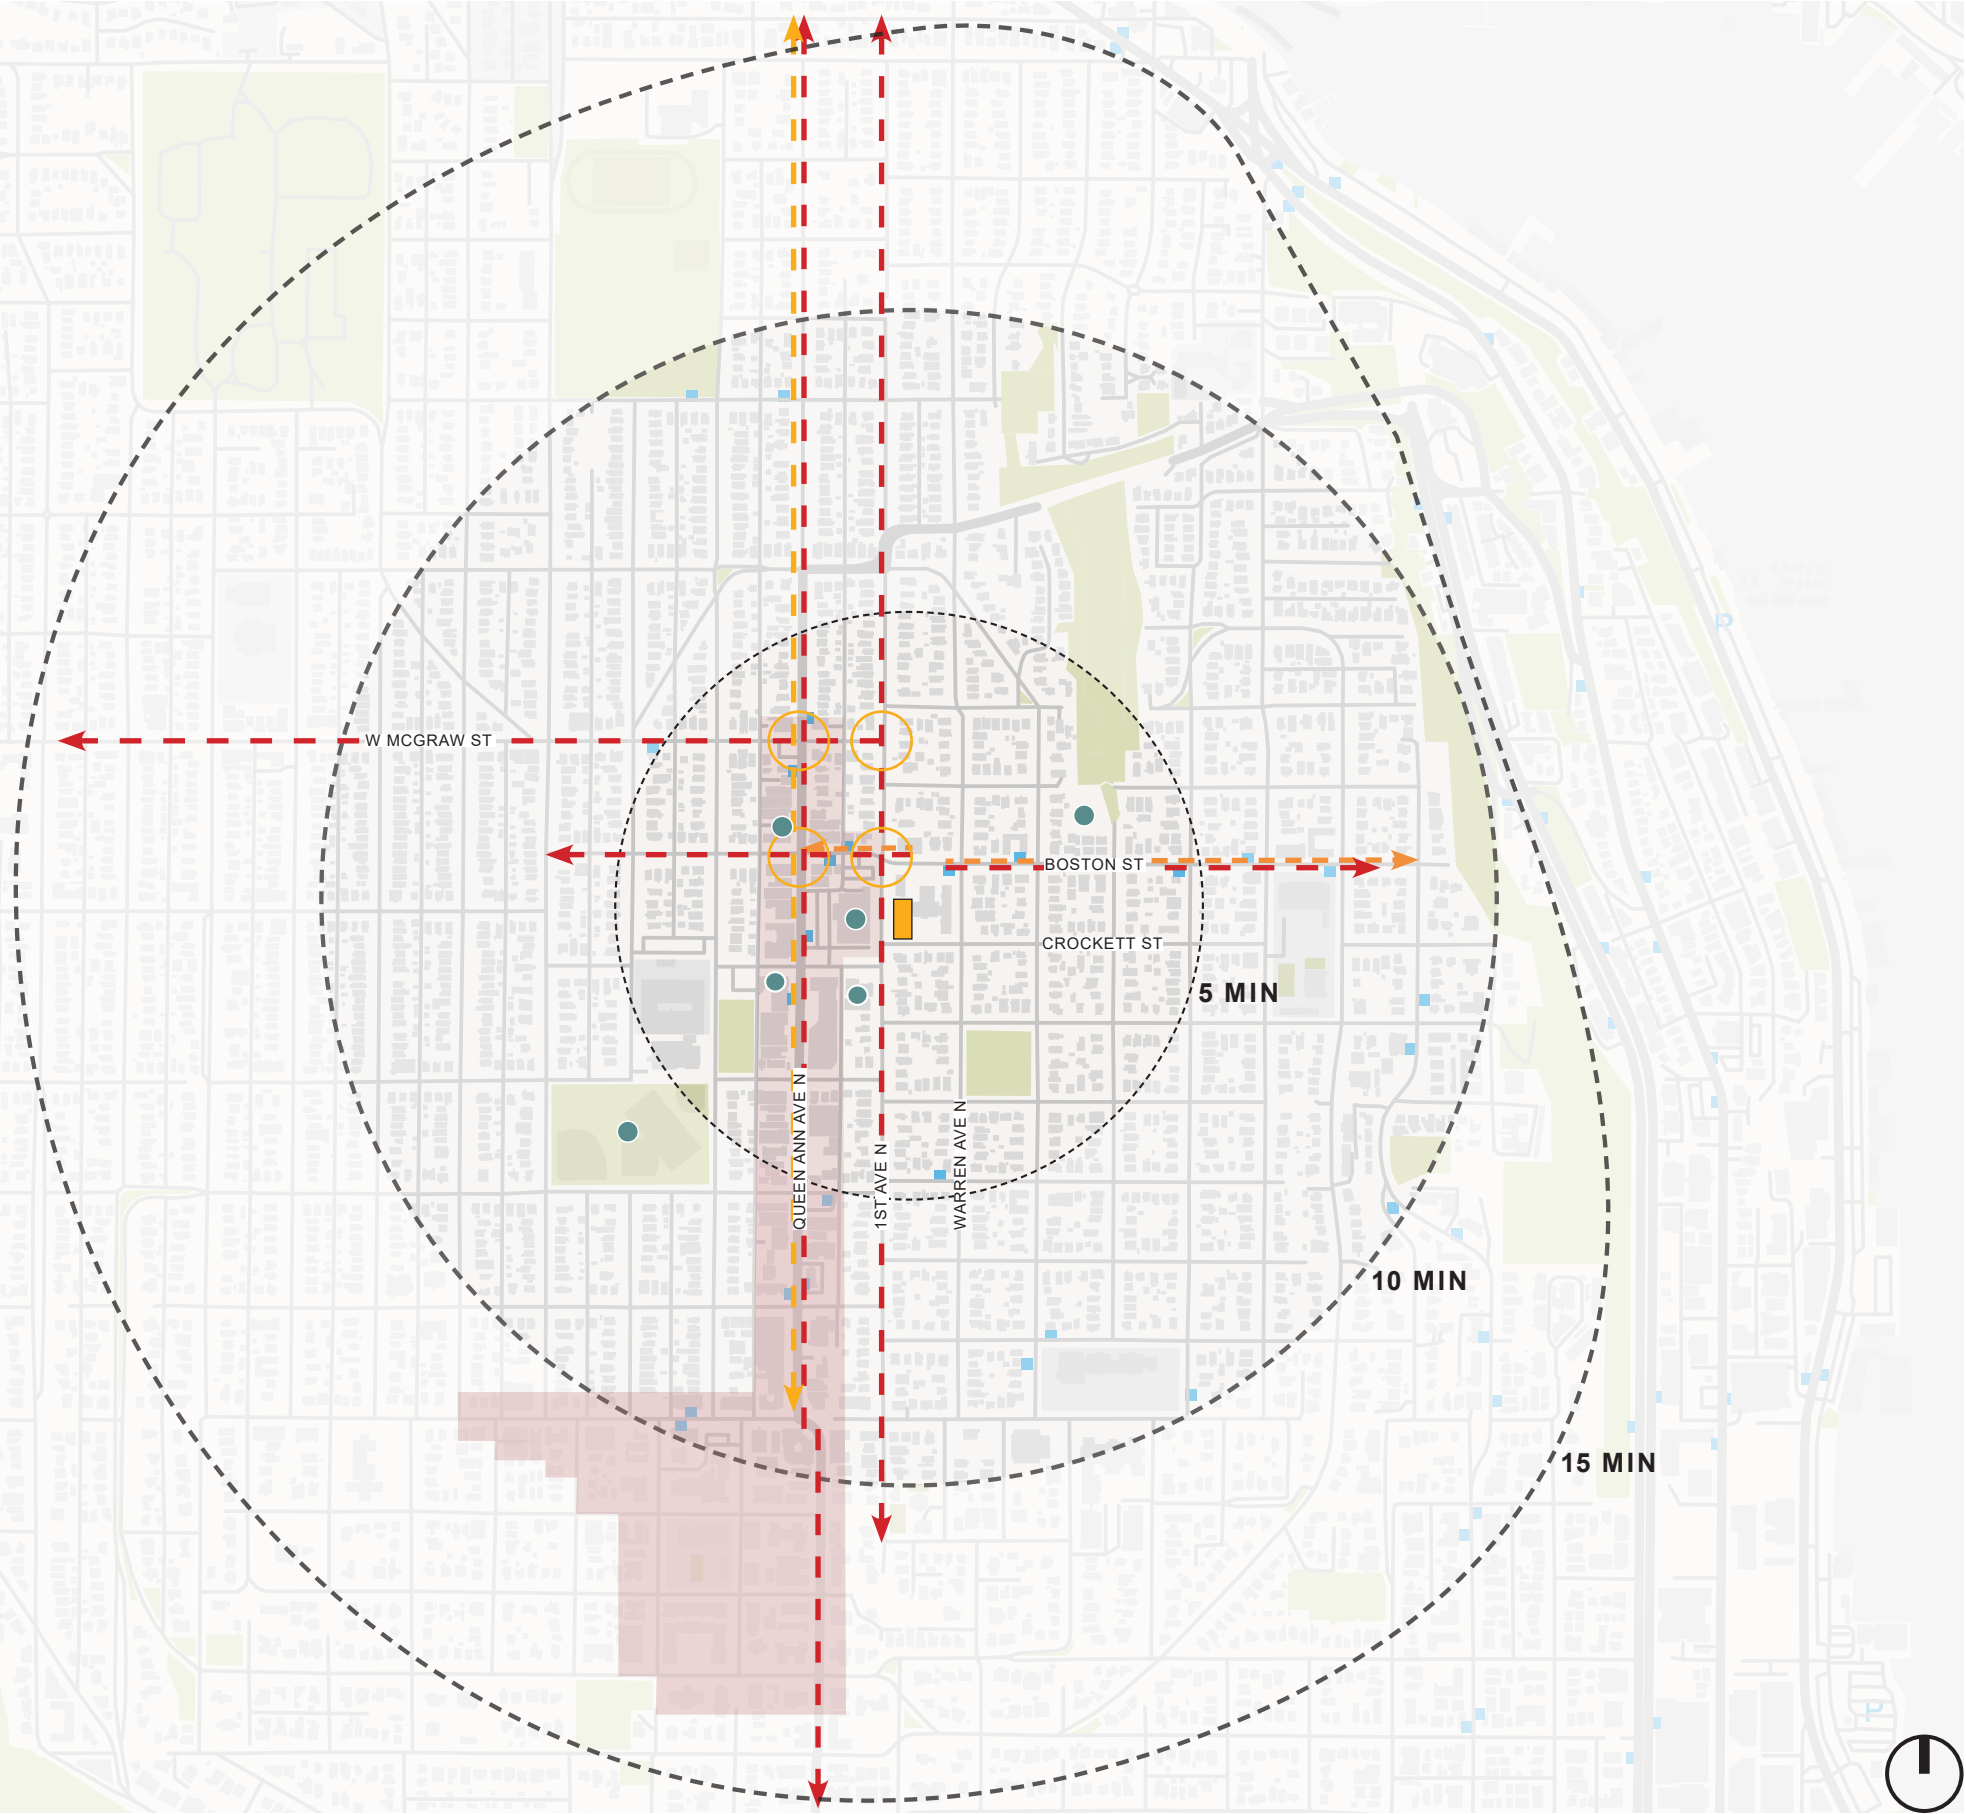 W MCGRAW ST
BOSTON ST
CROCKETT ST
5 MIN
QUEEN ANN AVE N
1ST AVE N
WARREN AVE N
10 MIN
15 MIN
P
P